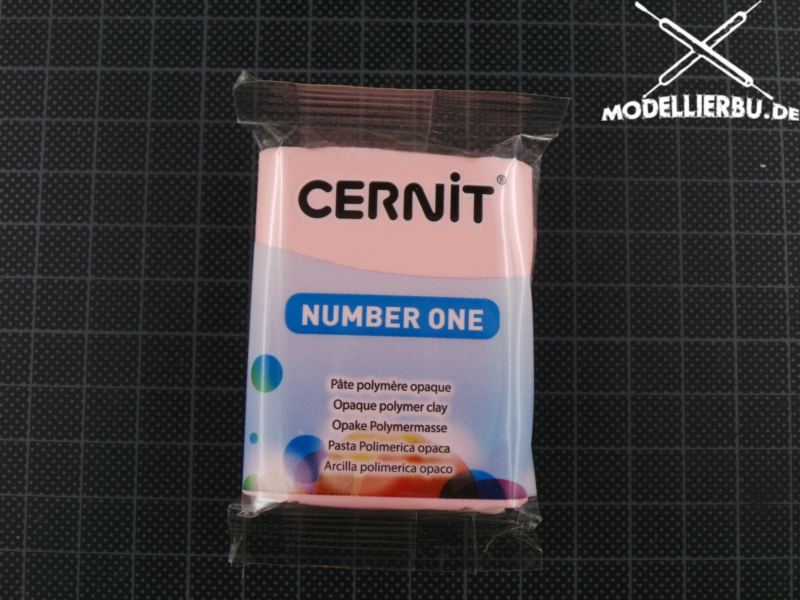 MODELLIERBU.DE
CERNiT®
NUMBER ONE
Pâte polymère opaque
Opaque polymer clay
Opake Polymermasse
Pasta Polimerica opaca
Arcilla polimerica opaco